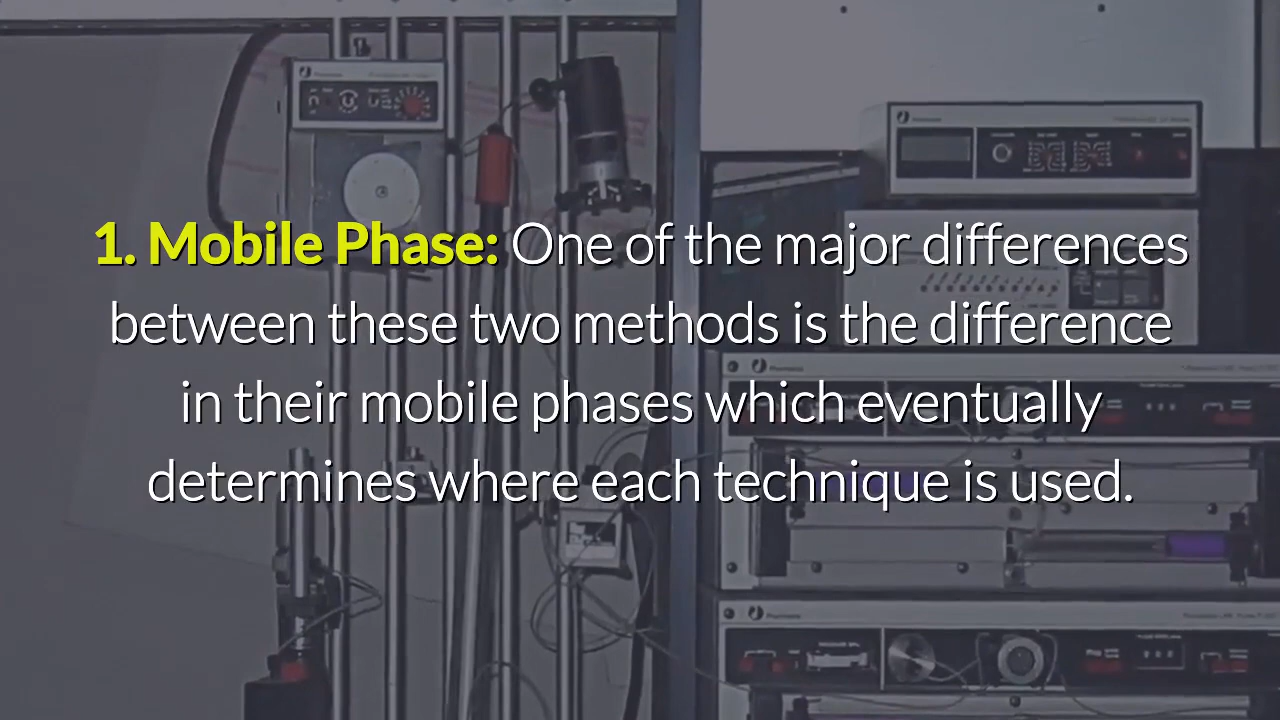 1. Mobile Phase: One of the major differences
between these two methods is the difference
in their mobile phases which eventually
determines where each technique is used.